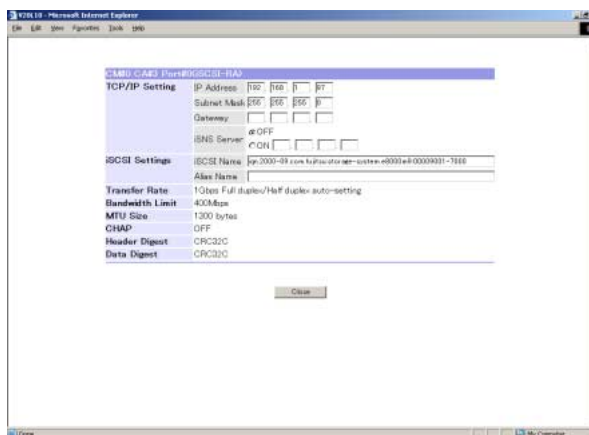 V20L10 - Microsoft Internet Explorer
File Edit View Favorites Tools Help
CM#0 CA#3 Port#0(iSCSI-RA)
TCP/IP Setting IP Address 192 168 1 97
Subnet Mask 255 255 255 0
Gateway
iSNS Server OFF
ON
iSCSI Settings iSCSI Name
Alias Name
Transfer Rate 1Gbps Full duplex/Half duplex auto-setting
Bandwidth Limit 400Mbps
MTU Size 1300 bytes
CHAP OFF
Header Digest CRC32C
Data Digest CRC32C
Close
Done My Computer